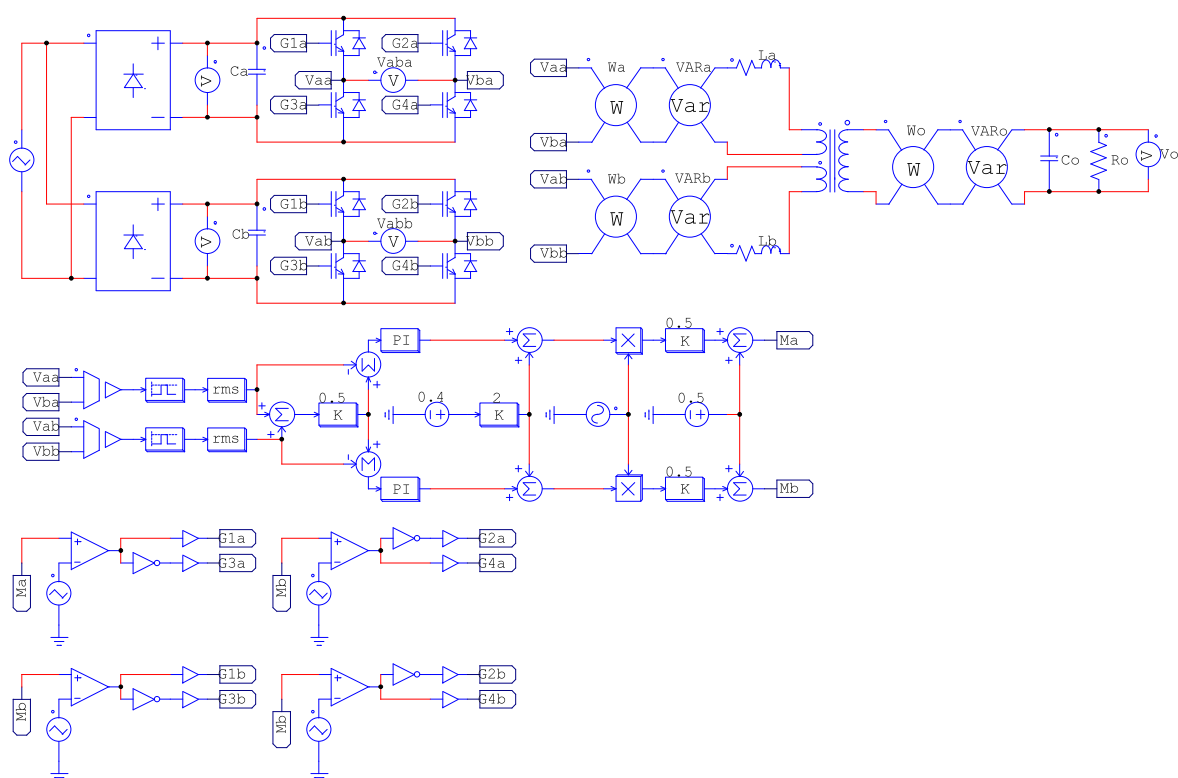 G1a G2a
V Ca Vaa Vaba V Vba
G3a G4a
G1b G2b
V Cb Vab Vabb V Vbb
G3b G4b
Vaa Wa W VARa Var La
Vba
Vab Wb W VARb Var Lb
Vbb
Wo W VARo Var Co Ro V Vo
PI 0.5 K Ma
Vaa rms
Vba
0.5 K 0.4 2 K 0.5
Vab rms
Vbb
PI 0.5 K Mb
G1a G2a
G3a G4a
Ma Mb
G1b G2b
G3b G4b
Mb Mb